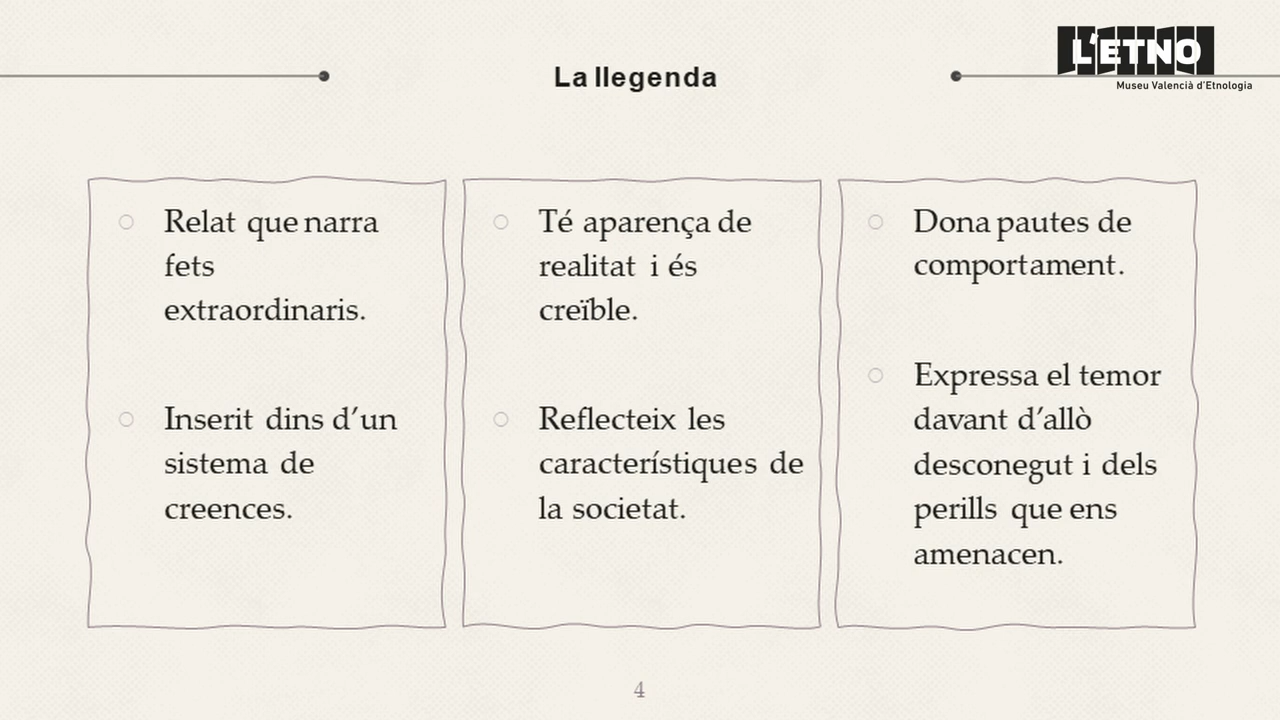 L'ETNO
Museu Valencià d'Etnologia
La llegenda
Relat que narra
fets
extraordinaris.
Inserit dins d’un
sistema de
creences.
Té aparença de
realitat i és
creïble.
Reflecteix les
característiques de
la societat.
Dona pautes de
comportament.
Expressa el temor
davant d’allò
desconegut i dels
perills que ens
amenacen.
4